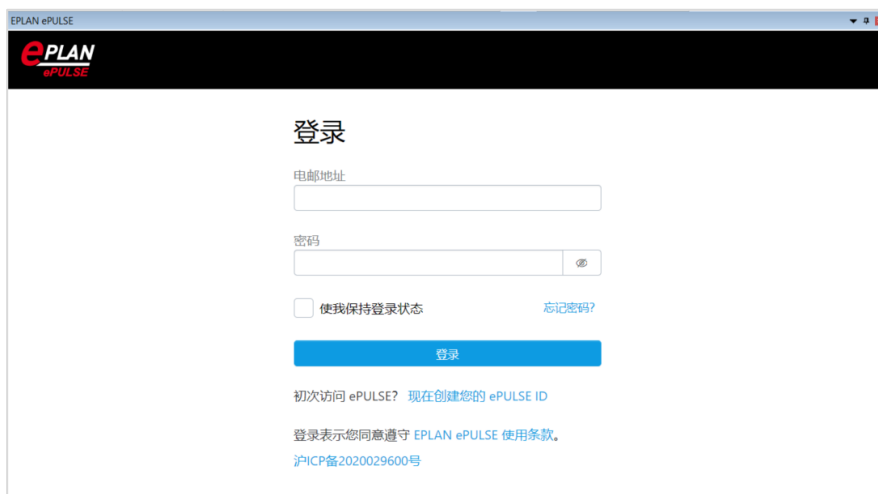 EPLAN ePULSE
ePLAN
ePULSE
登录
电邮地址
密码
使我保持登录状态 忘记密码?
登录
初次访问 ePULSE? 现在创建您的 ePULSE ID
登录表示您同意遵守 EPLAN ePULSE 使用条款。
沪ICP备2020029600号